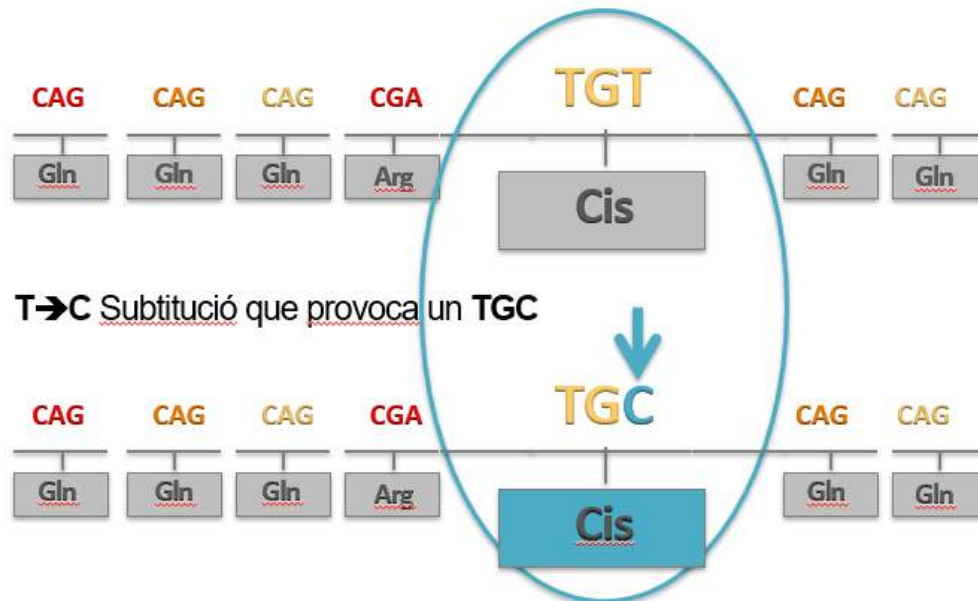 CAG CAG CAG CGA TGT CAG CAG
Gln Gln Gln Arg Cis Gln Gln
T➔C Subtitució que provoca un TGC
CAG CAG CAG CGA TGC CAG CAG
Gln Gln Gln Arg Cis Gln Gln